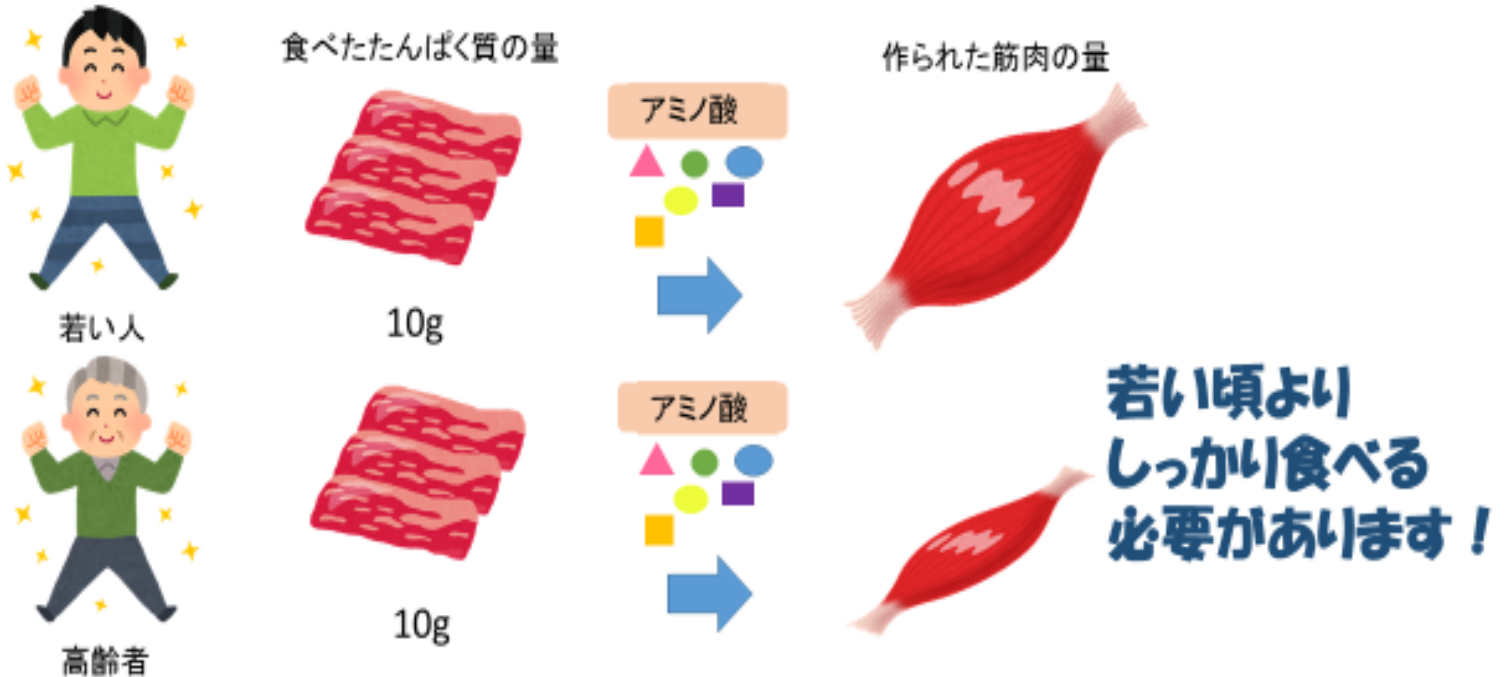 食べたたんぱく質の量
作られた筋肉の量
アミノ酸
10g
若い人
アミノ酸
10g
高齢者
若い頃より
しっかり食べる
必要があります！